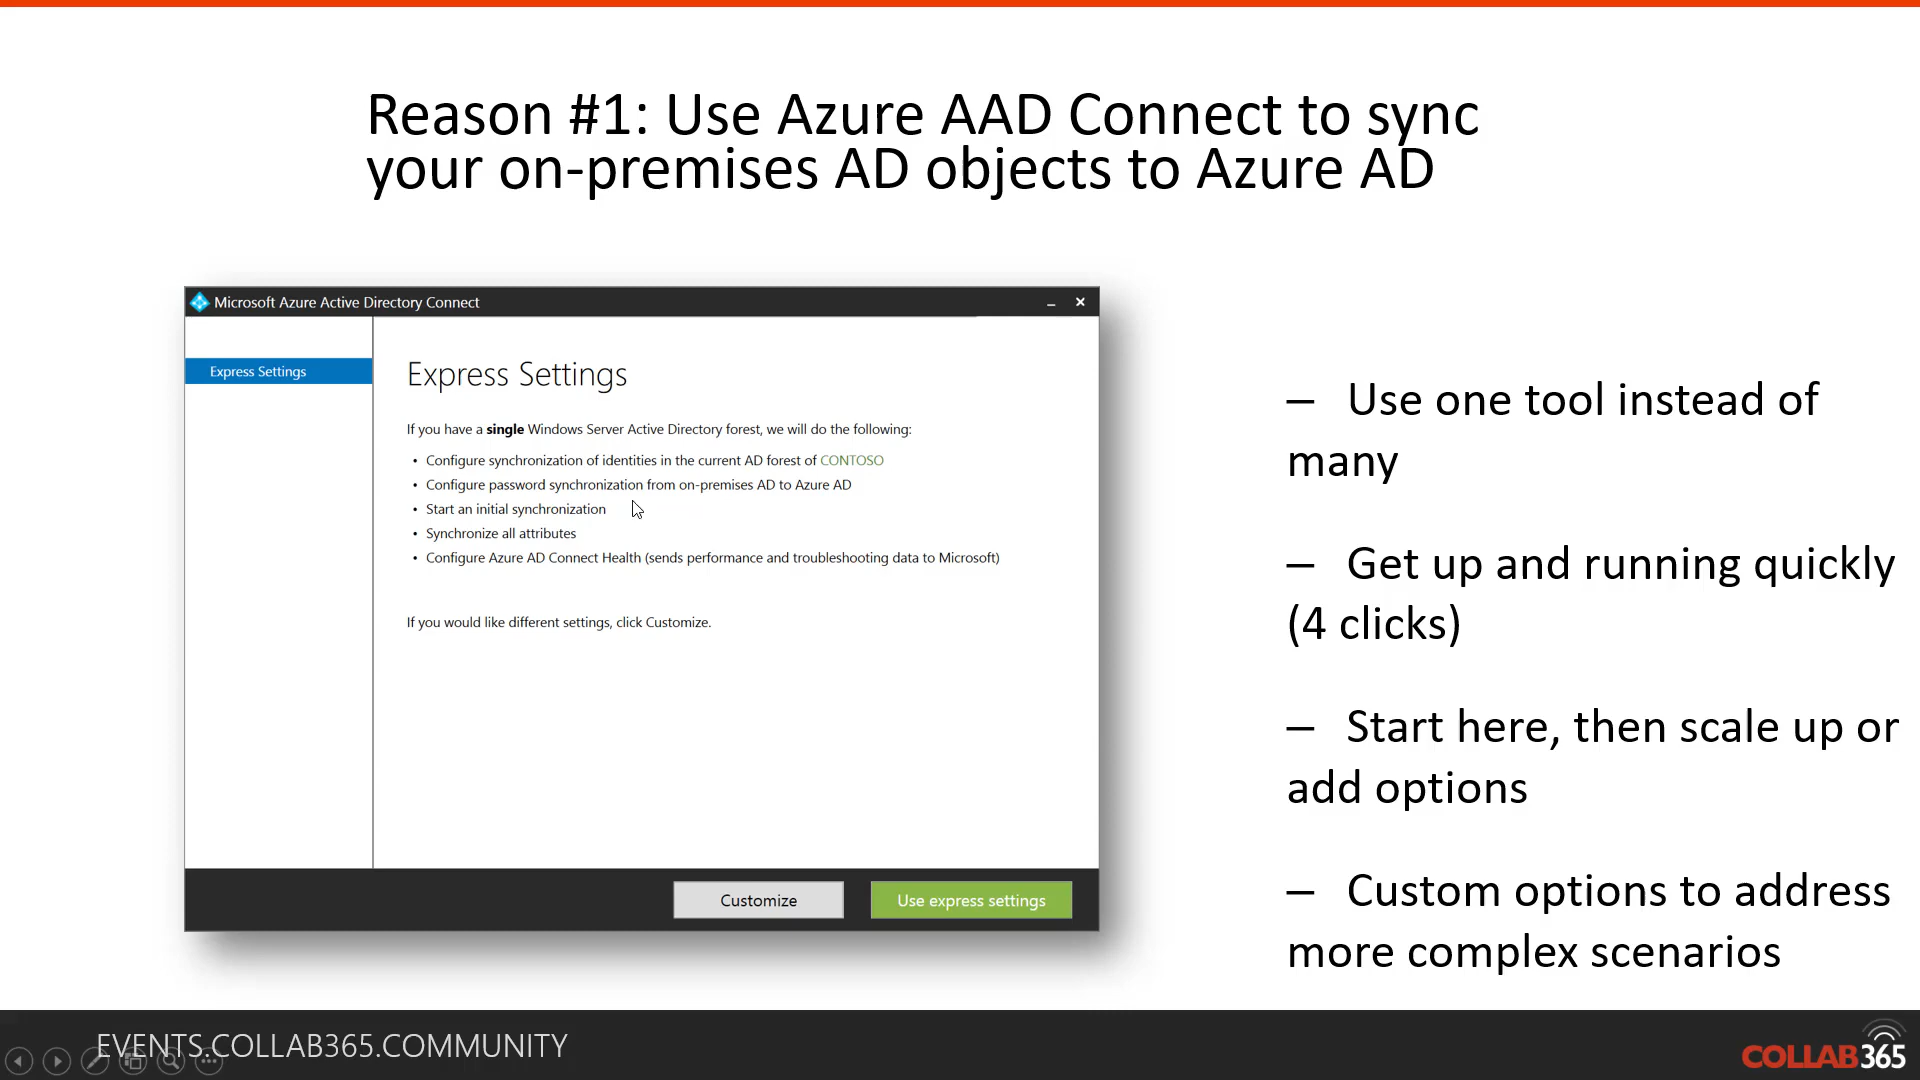 Reason #1: Use Azure AAD Connect to sync
your on-premises AD objects to Azure AD
Microsoft Azure Active Directory Connect
Express Settings
Express Settings
If you have a single Windows Server Active Directory forest, we will do the following:
• Configure synchronization of identities in the current AD forest of CONTOSO
• Configure password synchronization from on-premises AD to Azure AD
• Start an initial synchronization
• Synchronize all attributes
• Configure Azure AD Connect Health (sends performance and troubleshooting data to Microsoft)
If you would like different settings, click Customize.
Customize
Use express settings
– Use one tool instead of
many
– Get up and running quickly
(4 clicks)
– Start here, then scale up or
add options
– Custom options to address
more complex scenarios
EVENTS.COLLAB365.COMMUNITY
COLLAB365